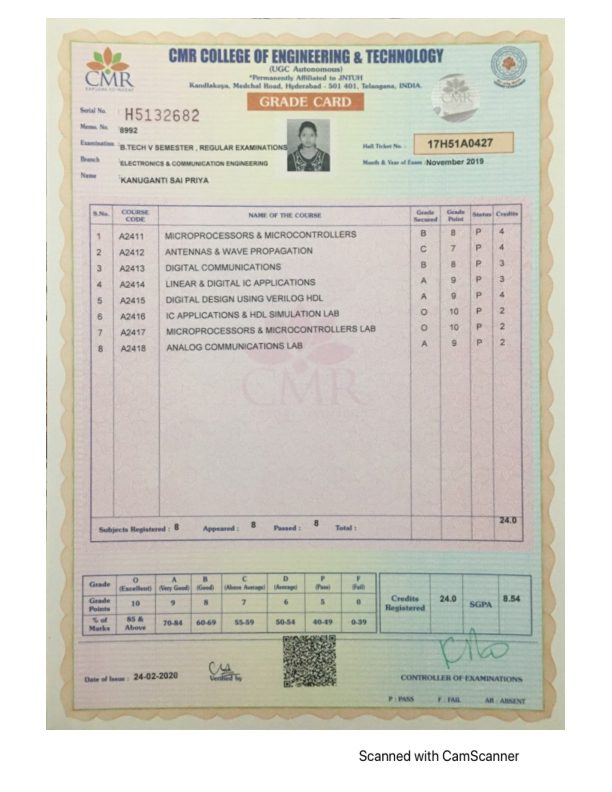 CMR
EXPLORE TO INVENT
CMR COLLEGE OF ENGINEERING & TECHNOLOGY
(UGC Autonomous)
*Permanently Affiliated to JNTUH
Kandlakoya, Medchal Road, Hyderabad - 501 401, Telangana, INDIA.
GRADE CARD
CMR
Serial No. H5132682
Memo. No. 8992
Examination B.TECH V SEMESTER , REGULAR EXAMINATIONS
Hall Ticket No. : 17H51A0427
Branch ELECTRONICS & COMMUNICATION ENGINEERING
Month & Year of Exam : November 2019
Name KANUGANTI SAI PRIYA
S.No. COURSE CODE NAME OF THE COURSE Grade Secured Grade Point Status Credits
1 A2411 MICROPROCESSORS & MICROCONTROLLERS B 8 P 4
2 A2412 ANTENNAS & WAVE PROPAGATION C 7 P 4
3 A2413 DIGITAL COMMUNICATIONS B 8 P 3
4 A2414 LINEAR & DIGITAL IC APPLICATIONS A 9 P 3
5 A2415 DIGITAL DESIGN USING VERILOG HDL A 9 P 4
6 A2416 IC APPLICATIONS & HDL SIMULATION LAB O 10 P 2
7 A2417 MICROPROCESSORS & MICROCONTROLLERS LAB O 10 P 2
8 A2418 ANALOG COMMUNICATIONS LAB A 9 P 2
CMR
24.0
Subjects Registered : 8 Appeared : 8 Passed : 8 Total :
Grade O (Excellent) A (Very Good) B (Good) C (Above Average) D (Average) P (Pass) F (Fail)
Grade Points 10 9 8 7 6 5 0
% of Marks 85 & Above 70-84 60-69 55-59 50-54 40-49 0-39
Credits Registered 24.0 SGPA 8.54
Date of Issue : 24-02-2020
Verified by
CONTROLLER OF EXAMINATIONS
P : PASS F : FAIL AB : ABSENT
Scanned with CamScanner